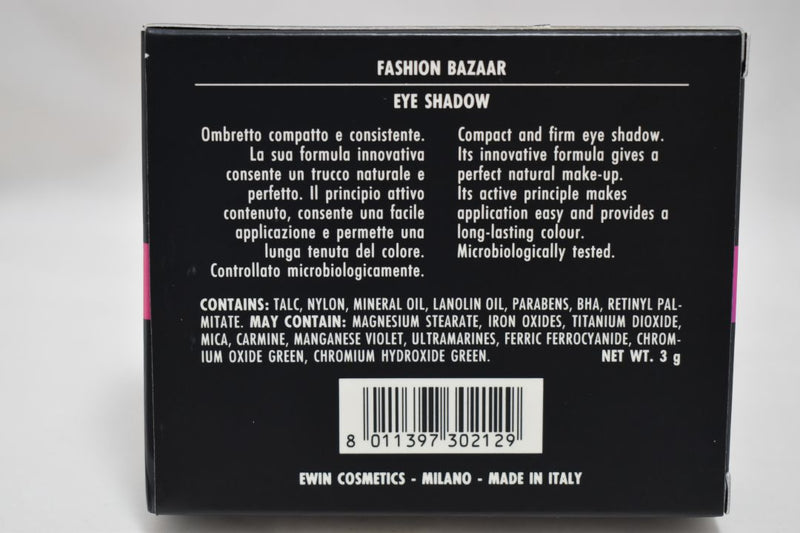 FASHION BAZAAR
EYE SHADOW
Ombretto compatto e consistente.
La sua formula innovativa
consente un trucco naturale e
perfetto. Il principio attivo
contenuto, consente una facile
applicazione e permette una
lunga tenuta del colore.
Controllato microbiologicamente.
Compact and firm eye shadow.
Its innovative formula gives a
perfect natural make-up.
Its active principle makes
application easy and provides a
long-lasting colour.
Microbiologically tested.
CONTAINS: TALC, NYLON, MINERAL OIL, LANOLIN OIL, PARABENS, BHA, RETINYL PAL-
MITATE. MAY CONTAIN: MAGNESIUM STEARATE, IRON OXIDES, TITANIUM DIOXIDE,
MICA, CARMINE, MANGANESE VIOLET, ULTRAMARINES, FERRIC FERROCYANIDE, CHROM-
IUM OXIDE GREEN, CHROMIUM HYDROXIDE GREEN. NET WT. 3 g
8 011397 302129
EWIN COSMETICS - MILANO - MADE IN ITALY